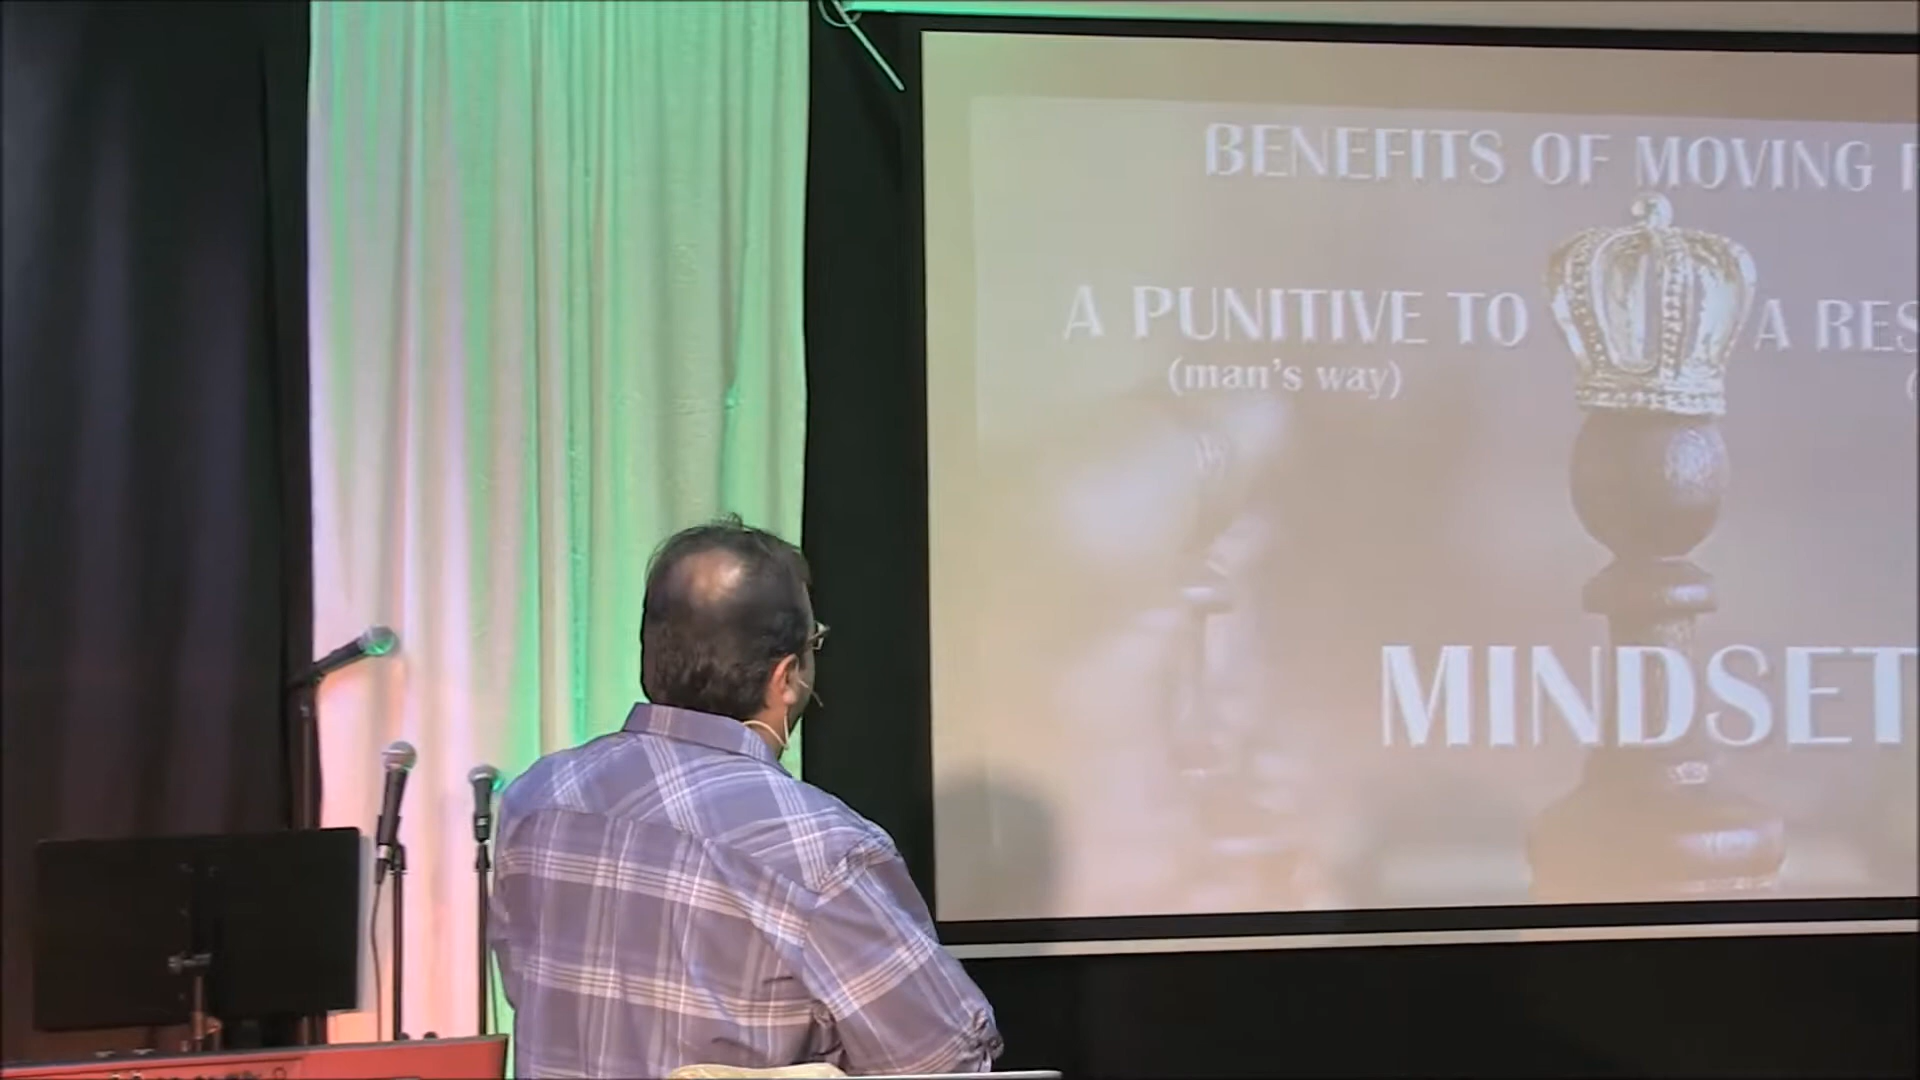 BENEFITS OF MOVING
A PUNITIVE TO A RES
(man's way)
MINDSET